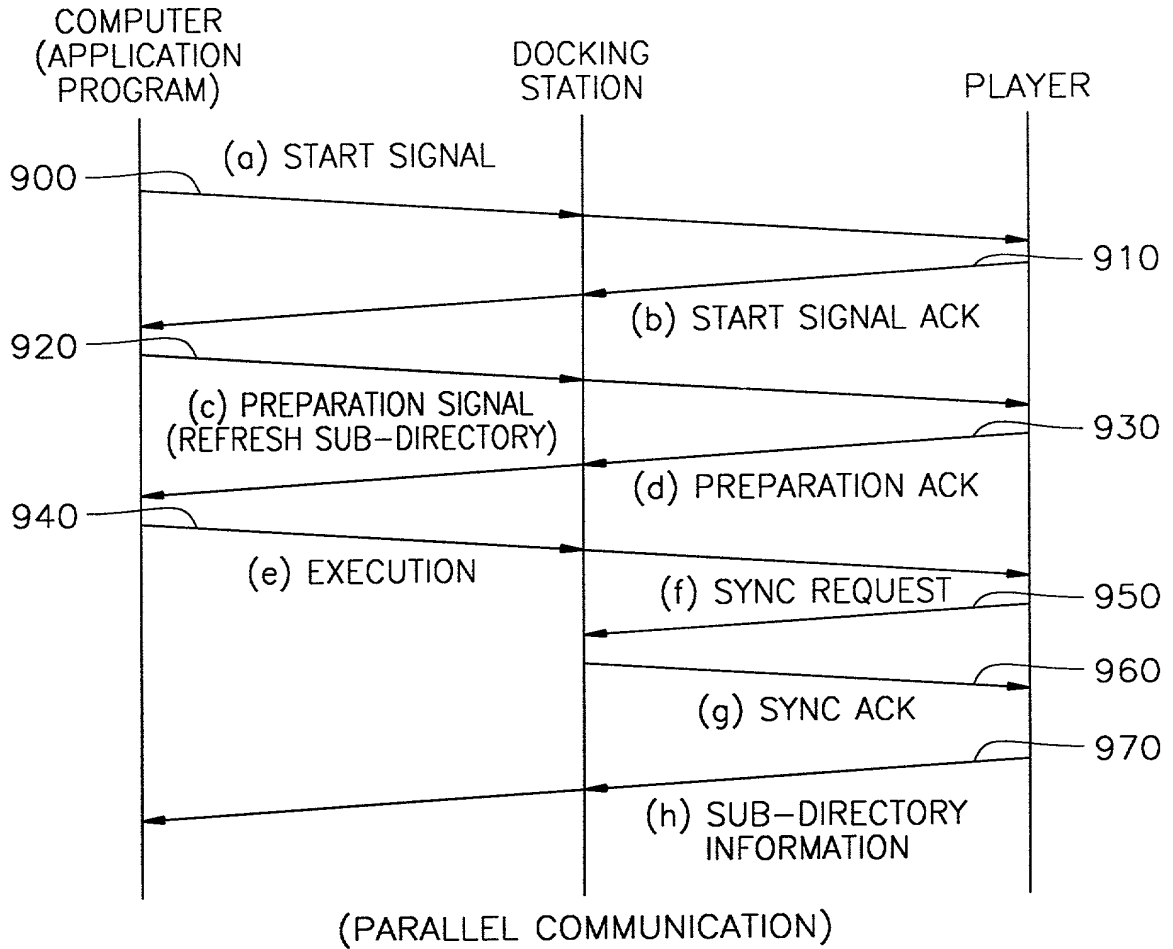 COMPUTER
(APPLICATION
PROGRAM)
DOCKING
STATION
PLAYER
(a) START SIGNAL
900
910
(b) START SIGNAL ACK
920
(c) PREPARATION SIGNAL
(REFRESH SUB-DIRECTORY)
930
(d) PREPARATION ACK
940
(e) EXECUTION
(f) SYNC REQUEST
950
960
(g) SYNC ACK
970
(h) SUB-DIRECTORY
INFORMATION
(PARALLEL COMMUNICATION)